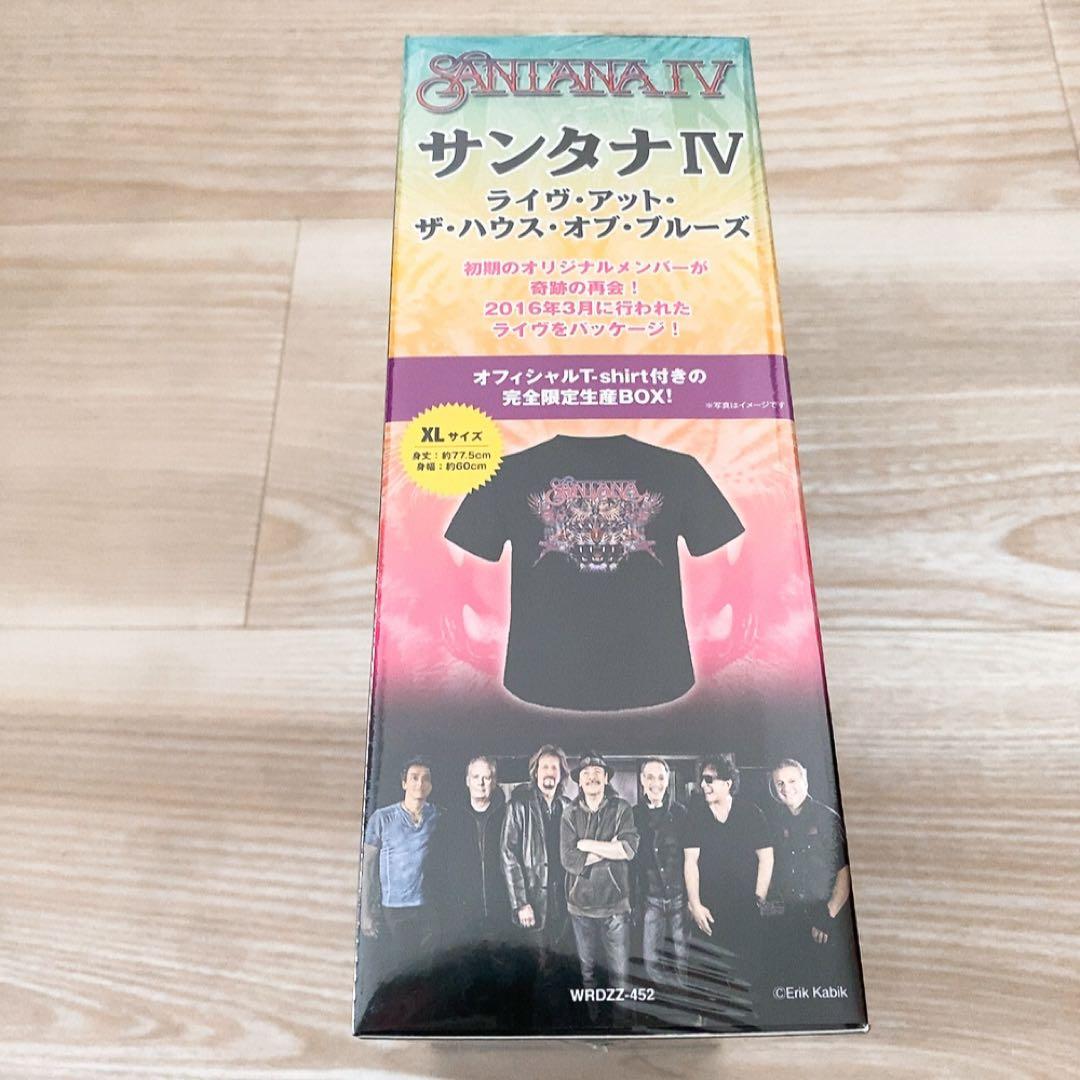 SANTANA IV
サンタナⅣ
ライヴ・アット・
ザ・ハウス・オブ・ブルーズ
初期のオリジナルメンバーが
奇跡の再会！
2016年3月に行われた
ライヴをパッケージ！
オフィシャルT-shirt付きの
完全限定生産BOX!
※写真はイメージです
XLサイズ
身丈：約77.5cm
身幅：約60cm
SANTANA
WRDZZ-452
©Erik Kabik